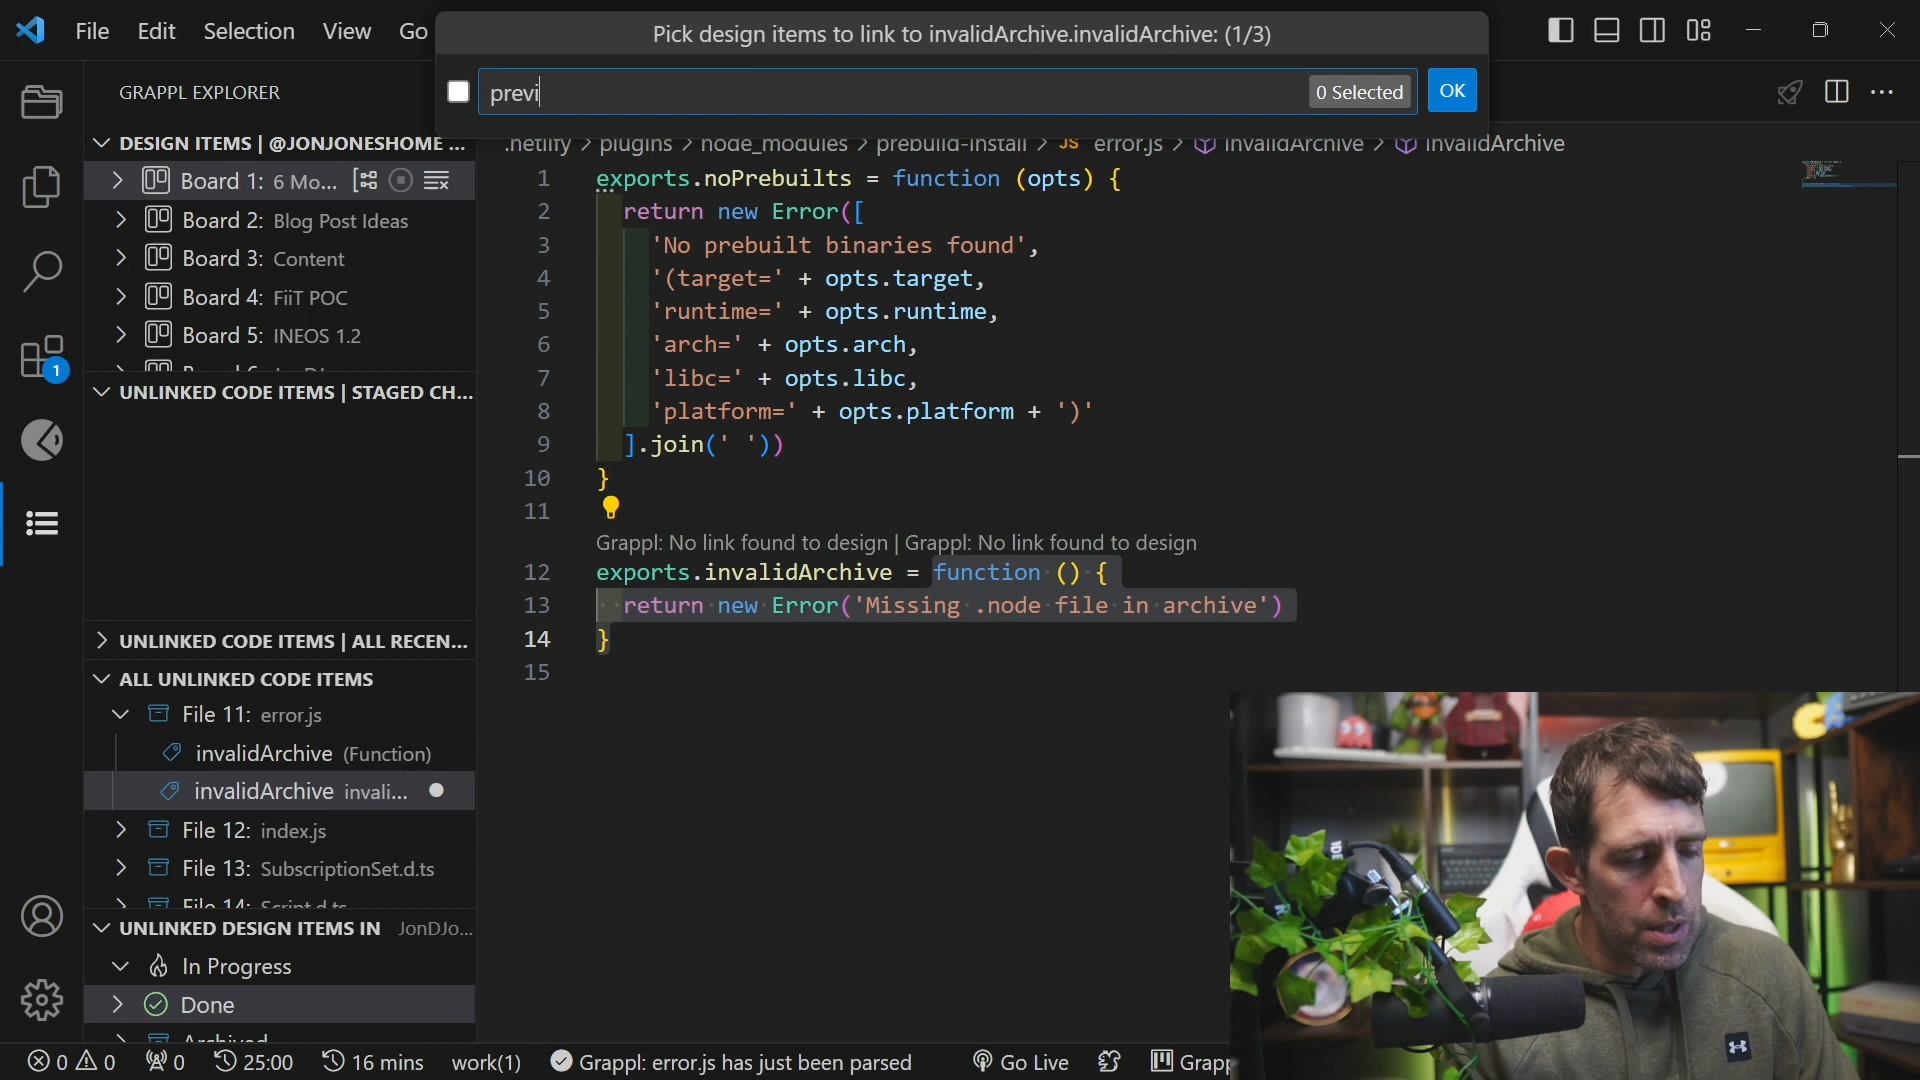 File Edit Selection View Go
Pick design items to link to invalidArchive.invalidArchive: (1/3)
previ
0 Selected
OK
GRAPPL EXPLORER
DESIGN ITEMS | @JONJONESHOME ...
Board 1: 6 Mo...
Board 2: Blog Post Ideas
Board 3: Content
Board 4: FiiT POC
Board 5: INEOS 1.2
UNLINKED CODE ITEMS | STAGED CH...
UNLINKED CODE ITEMS | ALL RECEN...
ALL UNLINKED CODE ITEMS
File 11: error.js
invalidArchive (Function)
invalidArchive invali...
File 12: index.js
File 13: SubscriptionSet.d.ts
File 14: Script.d.ts
UNLINKED DESIGN ITEMS IN JonDJo...
In Progress
Done
Archived
1
.netlify > plugins > node_modules > prebuild-install > JS error.js > invalidArchive > invalidArchive
1 exports.noPrebuilts = function (opts) {
2 return new Error([
3 'No prebuilt binaries found',
4 '(target=' + opts.target,
5 'runtime=' + opts.runtime,
6 'arch=' + opts.arch,
7 'libc=' + opts.libc,
8 'platform=' + opts.platform + ')'
9 ].join(' '))
10 }
11
Grappl: No link found to design | Grappl: No link found to design
12 exports.invalidArchive = function () {
13 return new Error('Missing .node file in archive')
14 }
15
0 0 0 25:00 16 mins work(1) Grappl: error.js has just been parsed Go Live